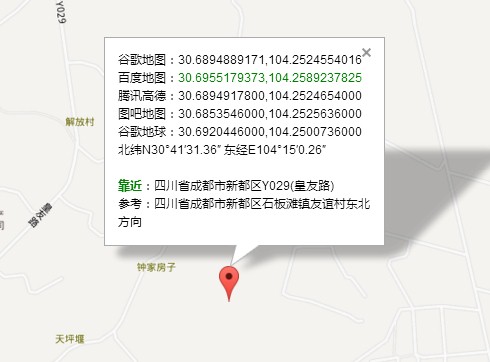 Y029
谷歌地图：30.6894889171,104.2524554016
百度地图：30.6955179373,104.2589237825
腾讯高德：30.6894917800,104.2524654000
图吧地图：30.6853546000,104.2525636000
谷歌地球：30.6920446000,104.2500736000
北纬N30°41′31.36″ 东经E104°15′0.26″
靠近：四川省成都市新都区Y029(皇友路)
参考：四川省成都市新都区石板滩镇友谊村东北
方向
解放村
皇友路
钟家房子
天坪堰